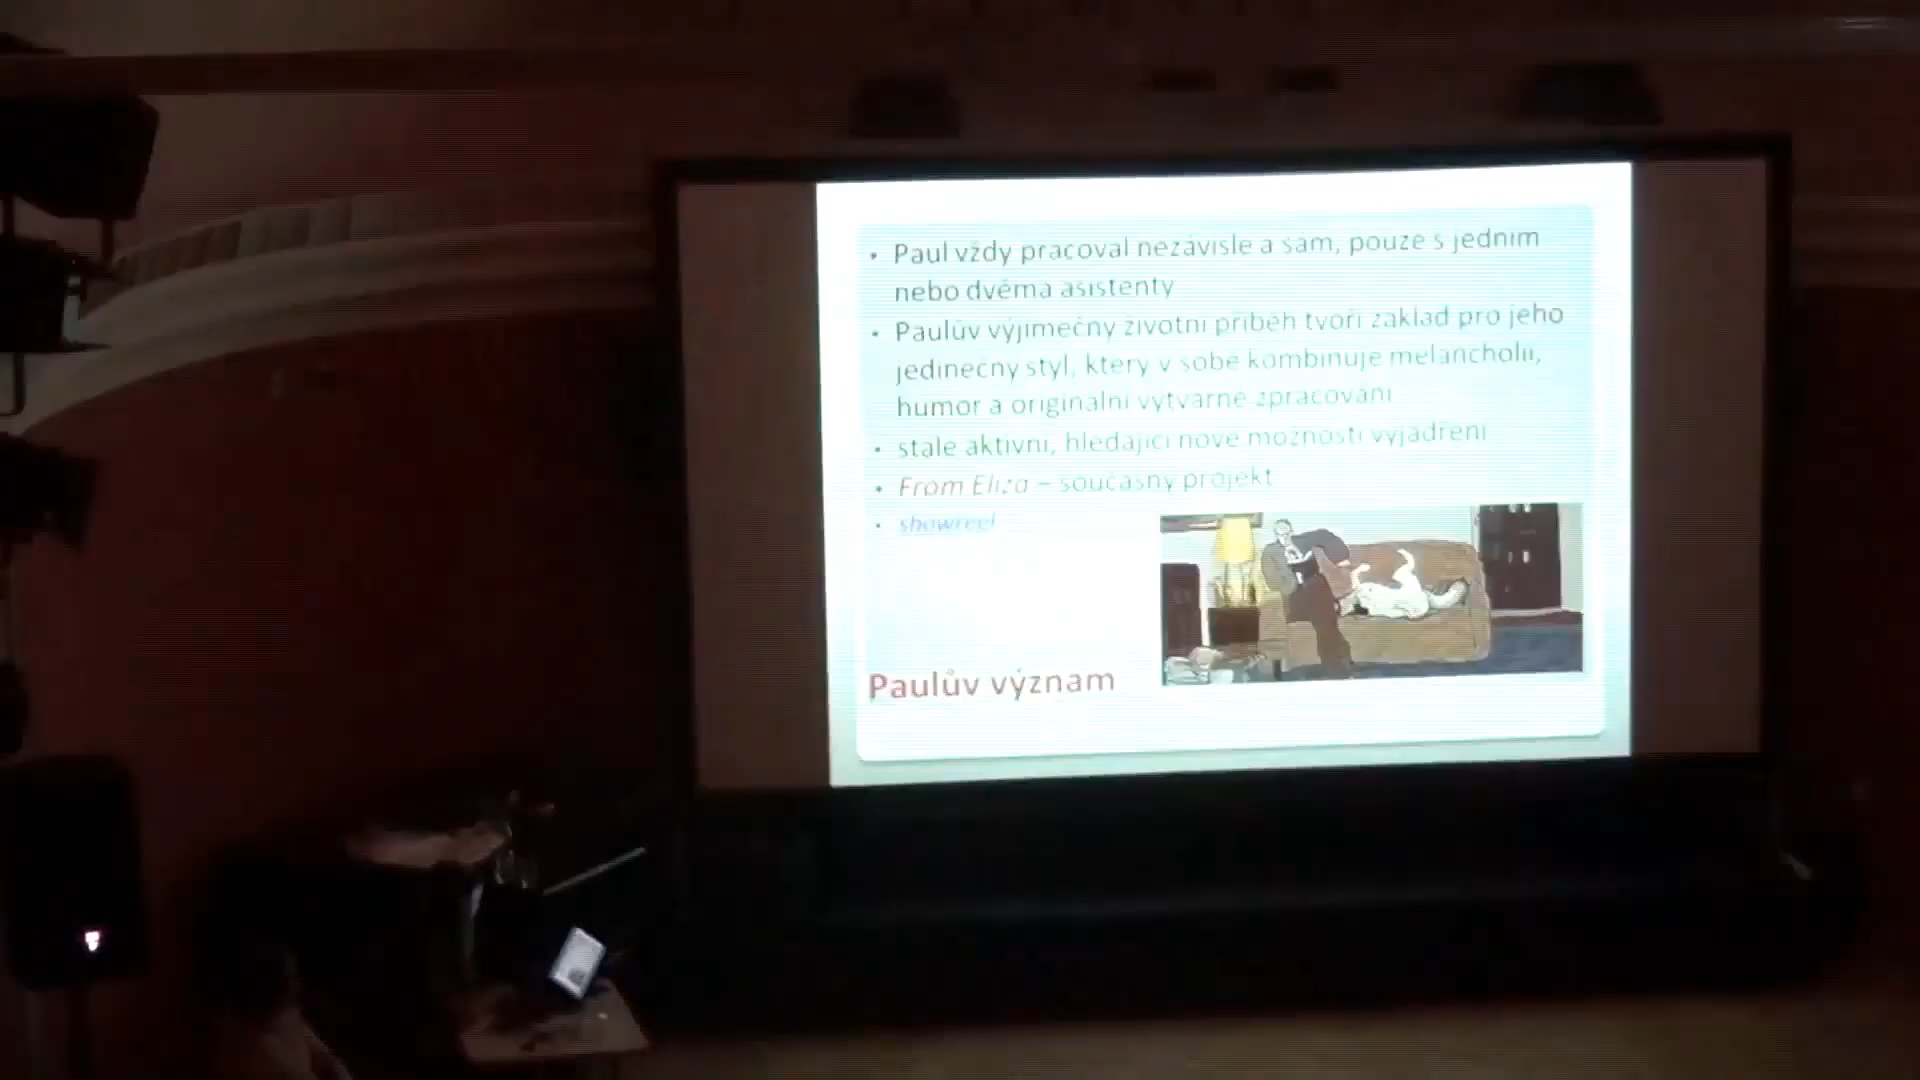 • Paul vždy pracoval nezávisle a sám, pouze s jedním
nebo dvěma asistenty
• Paulův výjimečný životní příběh tvoří základ pro jeho
jedinečný styl, který v sobě kombinuje melancholii,
humor a originální výtvarné zpracování
• stále aktivní, hledající nové možnosti vyjádření
• From Eliza – současný projekt
• showreel
Paulův význam